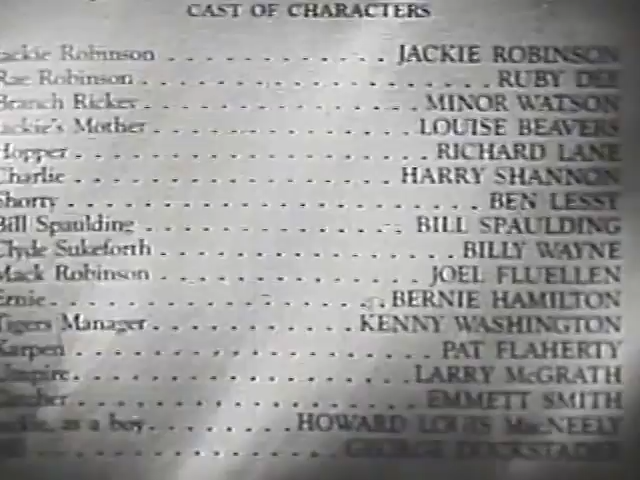 CAST OF CHARACTERS
ackie Robinson . . . . . . . . . . . . JACKIE ROBINSON
Rae Robinson . . . . . . . . . . . . . . . . . RUBY DEE
Branch Rickey . . . . . . . . . . . . . . MINOR WATSON
ackie's Mother . . . . . . . . . . . . . LOUISE BEAVERS
Hopper . . . . . . . . . . . . . . . . . . RICHARD LANE
Charlie . . . . . . . . . . . . . . . . HARRY SHANNON
Shorty . . . . . . . . . . . . . . . . . . . . BEN LESSY
Bill Spaulding . . . . . . . . . . . . . BILL SPAULDING
Clyde Sukeforth . . . . . . . . . . . . . . BILLY WAYNE
Mack Robinson . . . . . . . . . . . . . JOEL FLUELLEN
Ernie . . . . . . . . . . . . . . . . BERNIE HAMILTON
Tigers Manager . . . . . . . . . . KENNY WASHINGTON
Karpen . . . . . . . . . . . . . . . . . PAT FLAHERTY
Umpire . . . . . . . . . . . . . . . . LARRY McGRATH
. . . . . . . . . . . . . . . . . . EMMETT SMITH
as a boy . . . . . . . . HOWARD LOUIS MacNEELY
. . . . . . . . . . . . . . . GEORGE DOCKSTADER